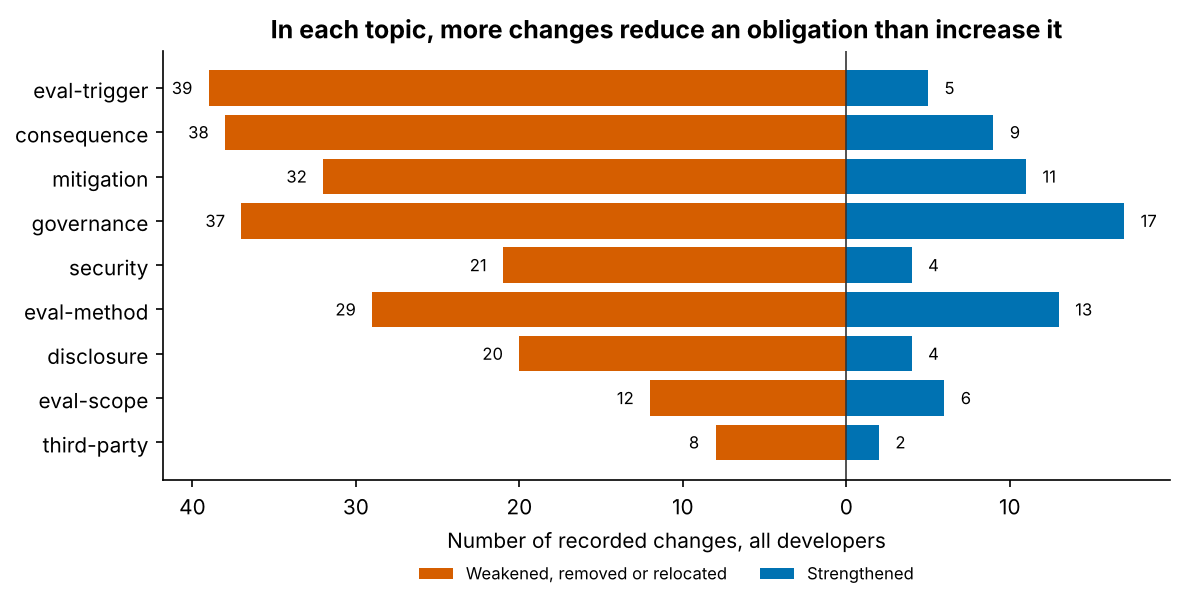 In each topic, more changes reduce an obligation than increase it
eval-trigger 39 5
consequence 38 9
mitigation 32 11
governance 37 17
security 21 4
eval-method 29 13
disclosure 20 4
eval-scope 12 6
third-party 8 2
40 30 20 10 0 10
Number of recorded changes, all developers
Weakened, removed or relocated Strengthened